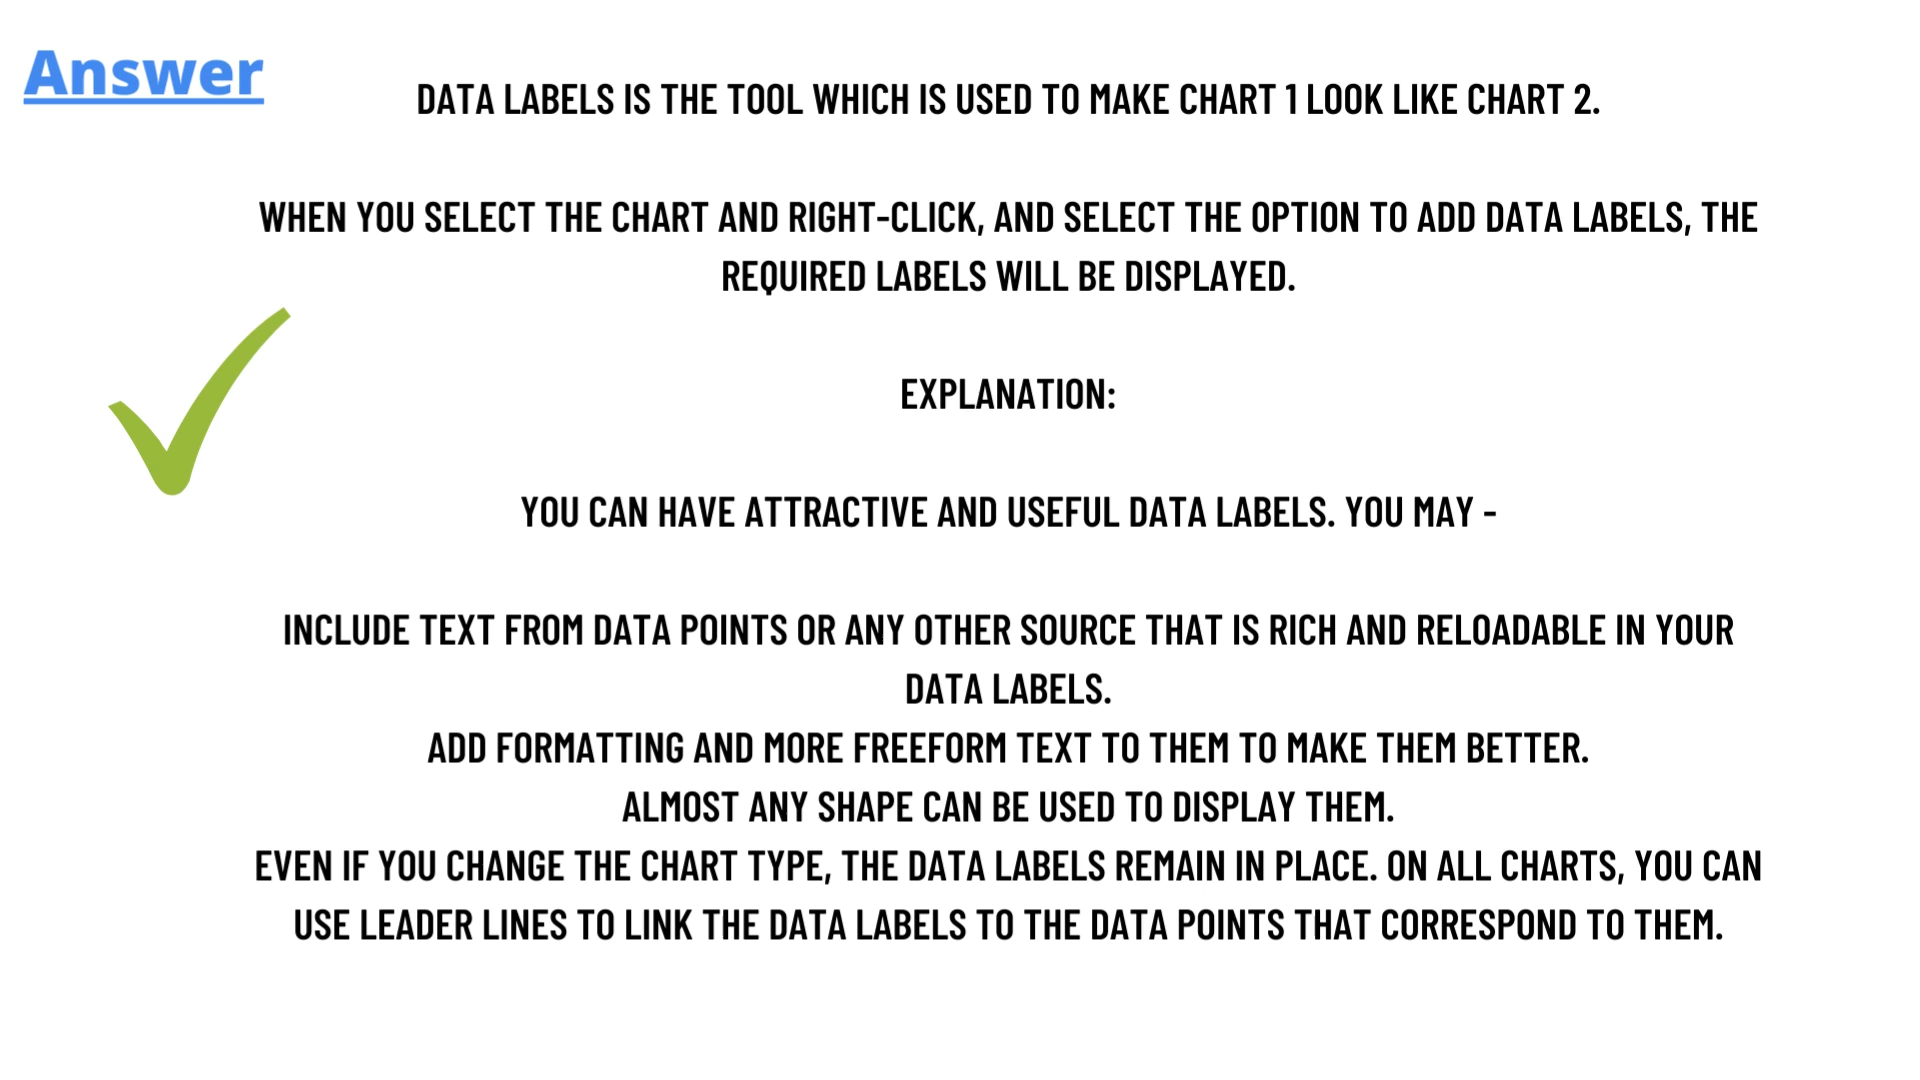 Answer
DATA LABELS IS THE TOOL WHICH IS USED TO MAKE CHART 1 LOOK LIKE CHART 2.
WHEN YOU SELECT THE CHART AND RIGHT-CLICK, AND SELECT THE OPTION TO ADD DATA LABELS, THE
REQUIRED LABELS WILL BE DISPLAYED.
EXPLANATION:
YOU CAN HAVE ATTRACTIVE AND USEFUL DATA LABELS. YOU MAY -
INCLUDE TEXT FROM DATA POINTS OR ANY OTHER SOURCE THAT IS RICH AND RELOADABLE IN YOUR
DATA LABELS.
ADD FORMATTING AND MORE FREEFORM TEXT TO THEM TO MAKE THEM BETTER.
ALMOST ANY SHAPE CAN BE USED TO DISPLAY THEM.
EVEN IF YOU CHANGE THE CHART TYPE, THE DATA LABELS REMAIN IN PLACE. ON ALL CHARTS, YOU CAN
USE LEADER LINES TO LINK THE DATA LABELS TO THE DATA POINTS THAT CORRESPOND TO THEM.